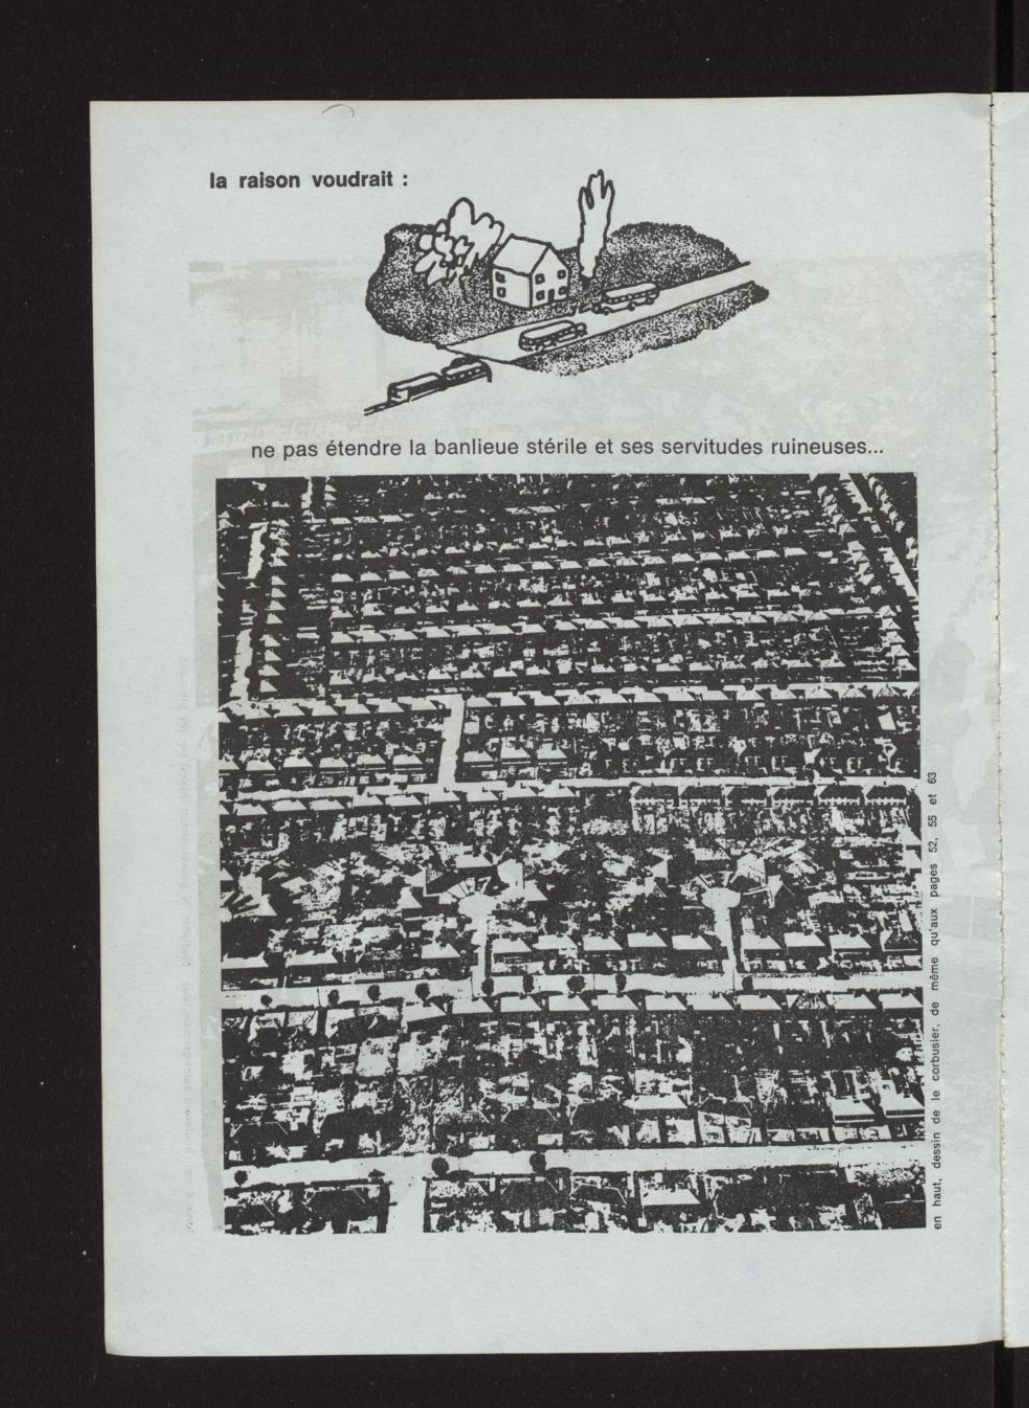 la raison voudrait :
ne pas étendre la banlieue stérile et ses servitudes ruineuses...
en haut, dessin de le corbusier, de même qu'aux pages 52, 55 et 63